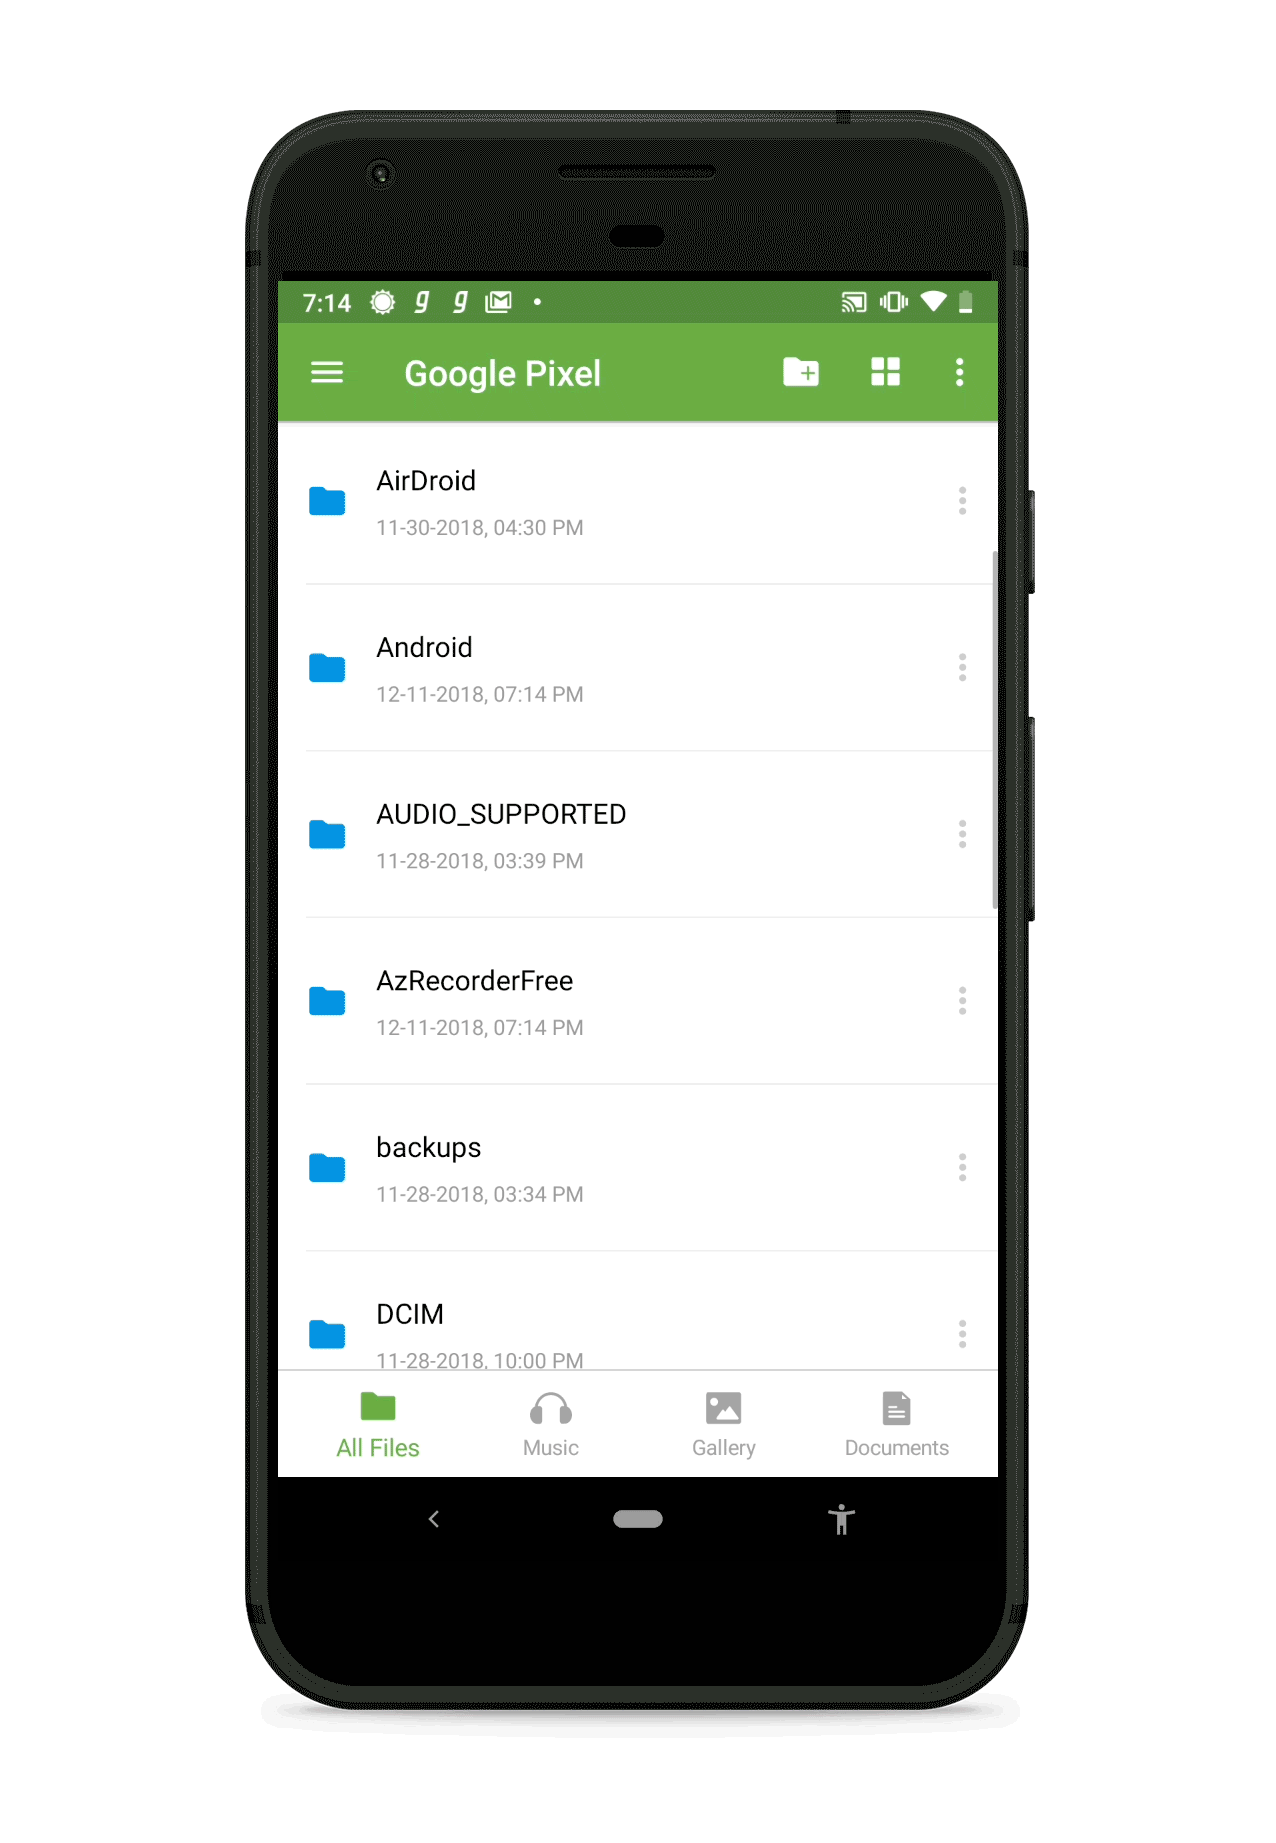 7:14 g g
Google Pixel
AirDroid
11-30-2018, 04:30 PM
Android
12-11-2018, 07:14 PM
AUDIO_SUPPORTED
11-28-2018, 03:39 PM
AzRecorderFree
12-11-2018, 07:14 PM
backups
11-28-2018, 03:34 PM
DCIM
11-28-2018, 10:00 PM
All Files Music Gallery Documents